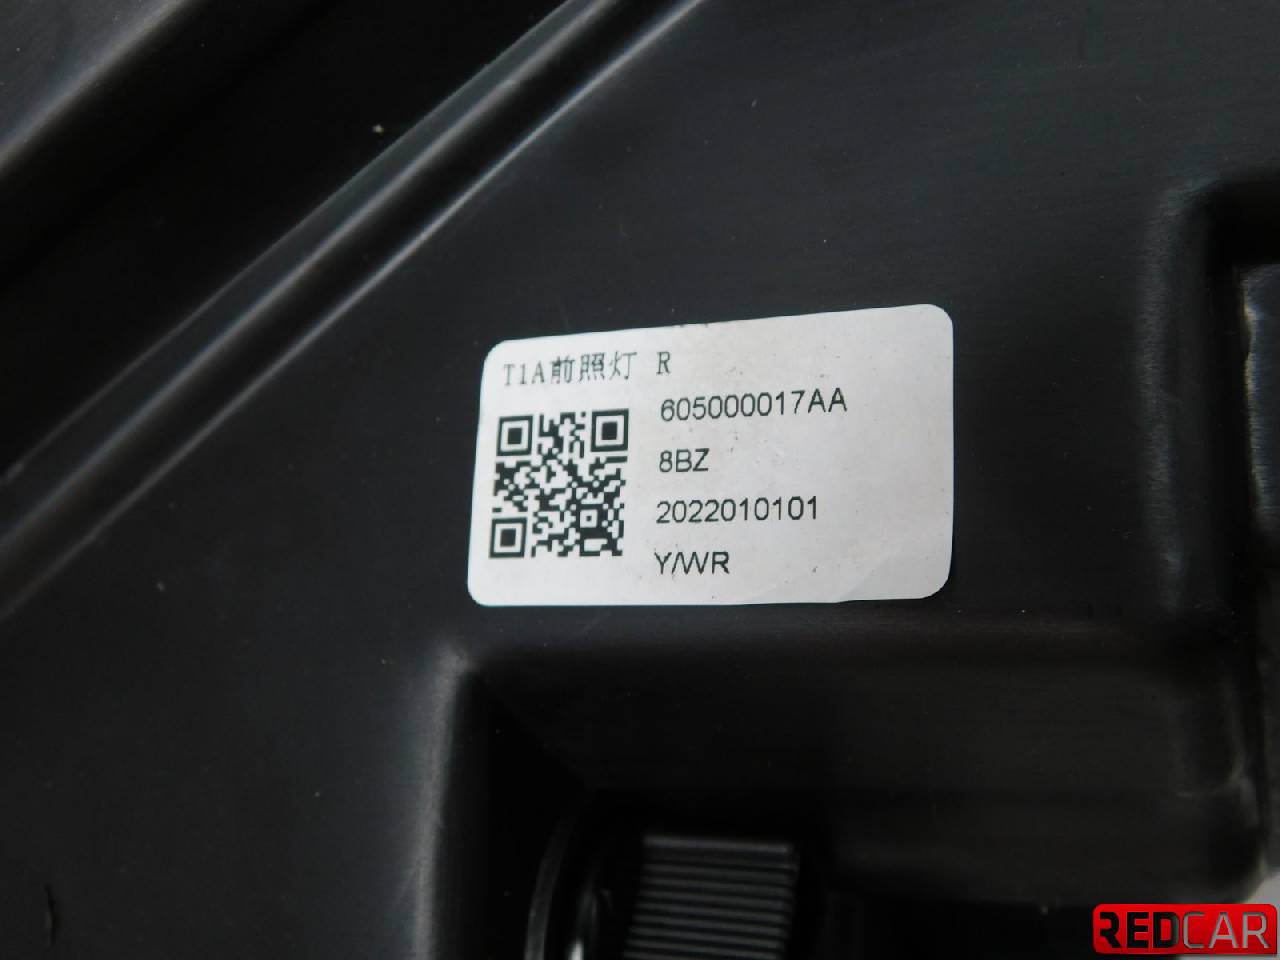 T1A前照灯 R
605000017AA
8BZ
2022010101
Y/WR
REDCAR